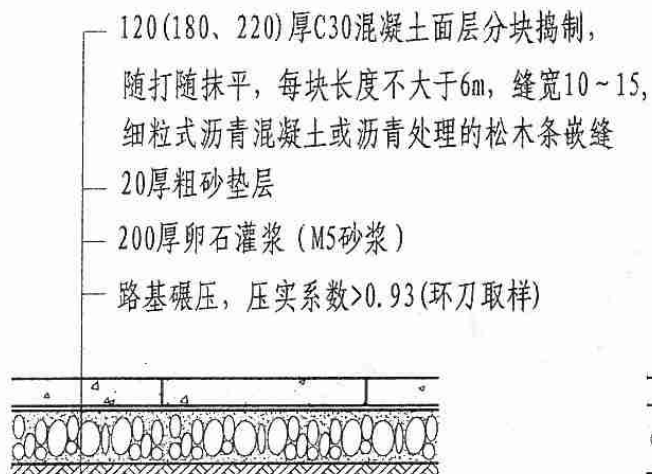 120(180、220)厚C30混凝土面层分块捣制，
随打随抹平，每块长度不大于6m，缝宽10～15，
细粒式沥青混凝土或沥青处理的松木条嵌缝
20厚粗砂垫层
200厚卵石灌浆（M5砂浆）
路基碾压，压实系数>0.93(环刀取样)